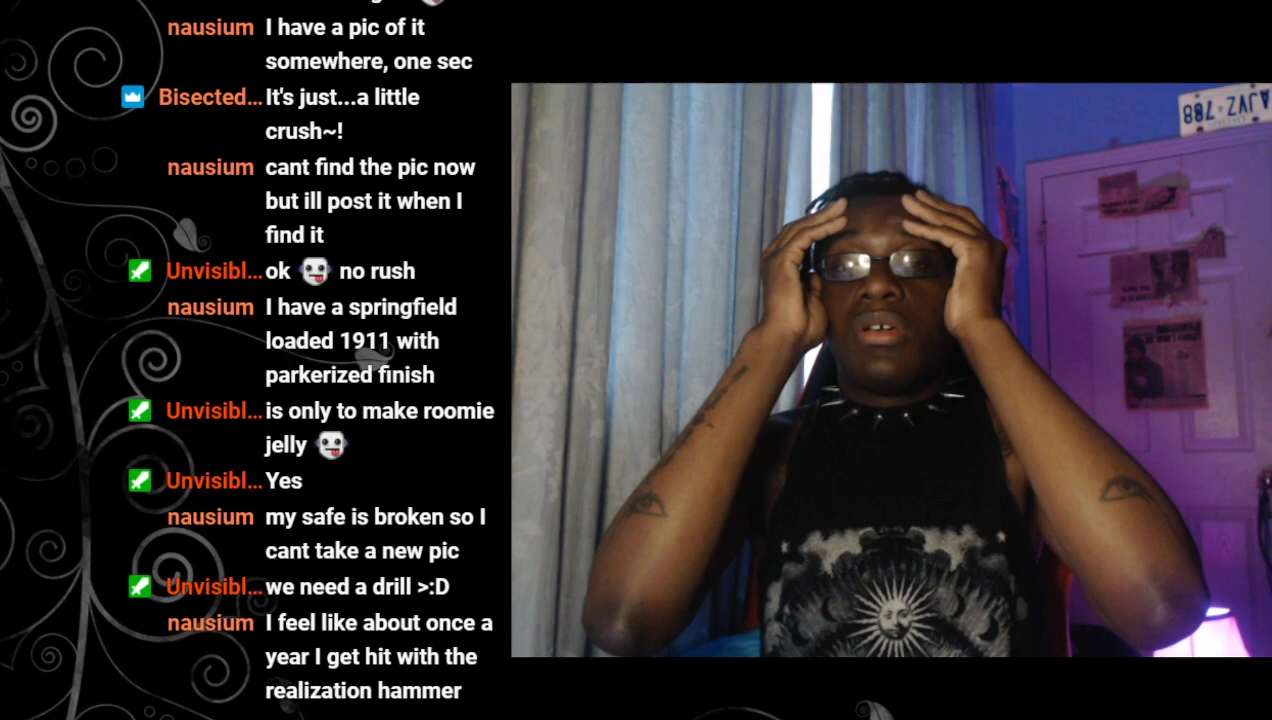 nausium I have a pic of it
somewhere, one sec
Bisected… It's just...a little
crush~!
nausium cant find the pic now
but ill post it when I
find it
Unvisibl… ok 👻 no rush
nausium I have a springfield
loaded 1911 with
parkerized finish
Unvisibl… is only to make roomie
jelly 👻
Unvisibl… Yes
nausium my safe is broken so I
cant take a new pic
Unvisibl… we need a drill >:D
nausium I feel like about once a
year I get hit with the
realization hammer